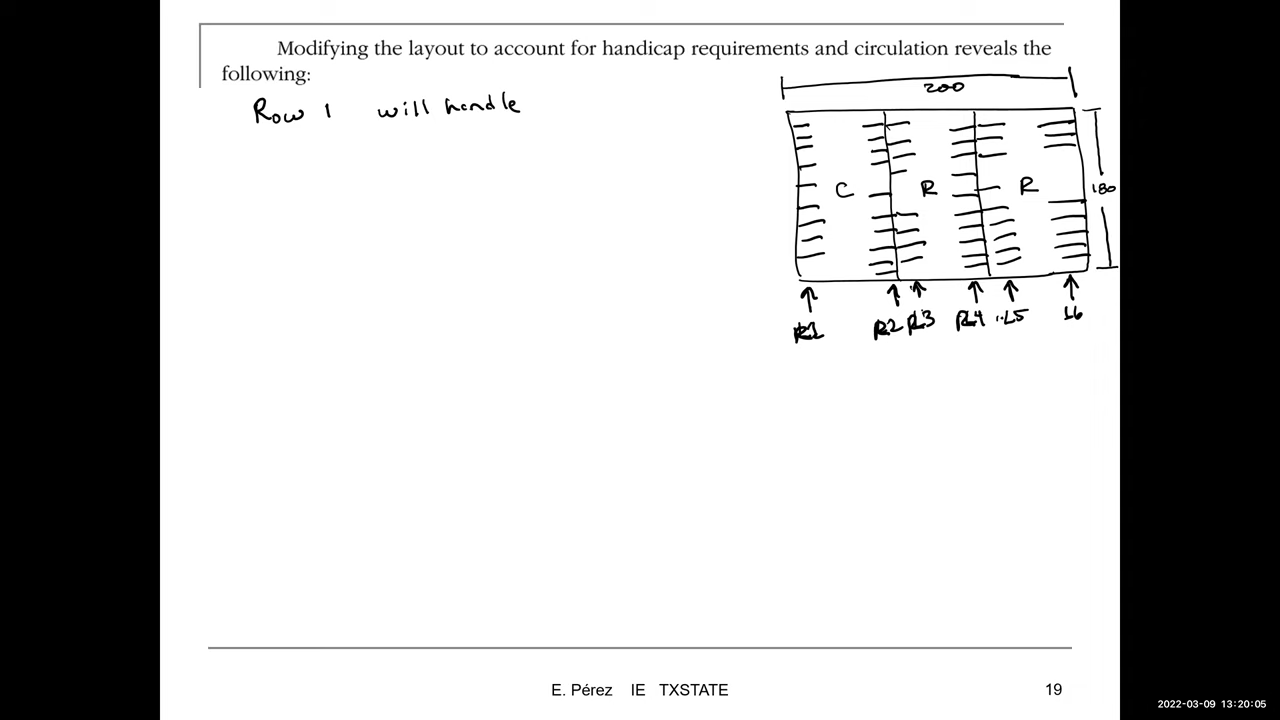 Modifying the layout to account for handicap requirements and circulation reveals the
following:
Row 1 will handle
200
C R R
180
R1 R2 R3 R4 L5 L6
E. Pérez IE TXSTATE
19
2022-03-09 13:20:05